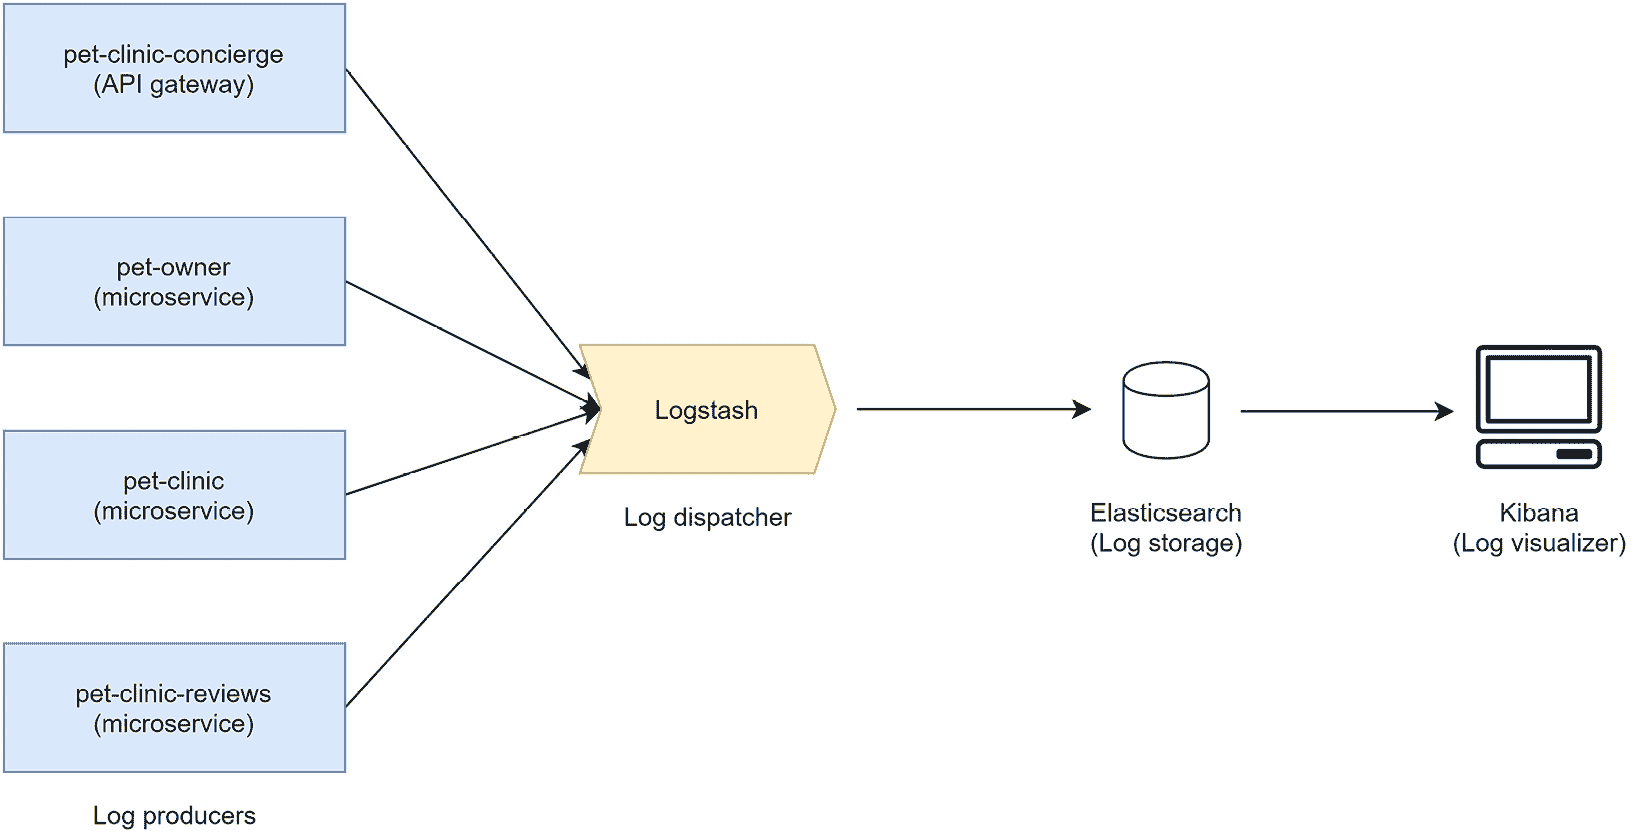 pet-clinic-concierge
(API gateway)
pet-owner
(microservice)
pet-clinic
(microservice)
pet-clinic-reviews
(microservice)
Log producers
Logstash
Log dispatcher
Elasticsearch
(Log storage)
Kibana
(Log visualizer)